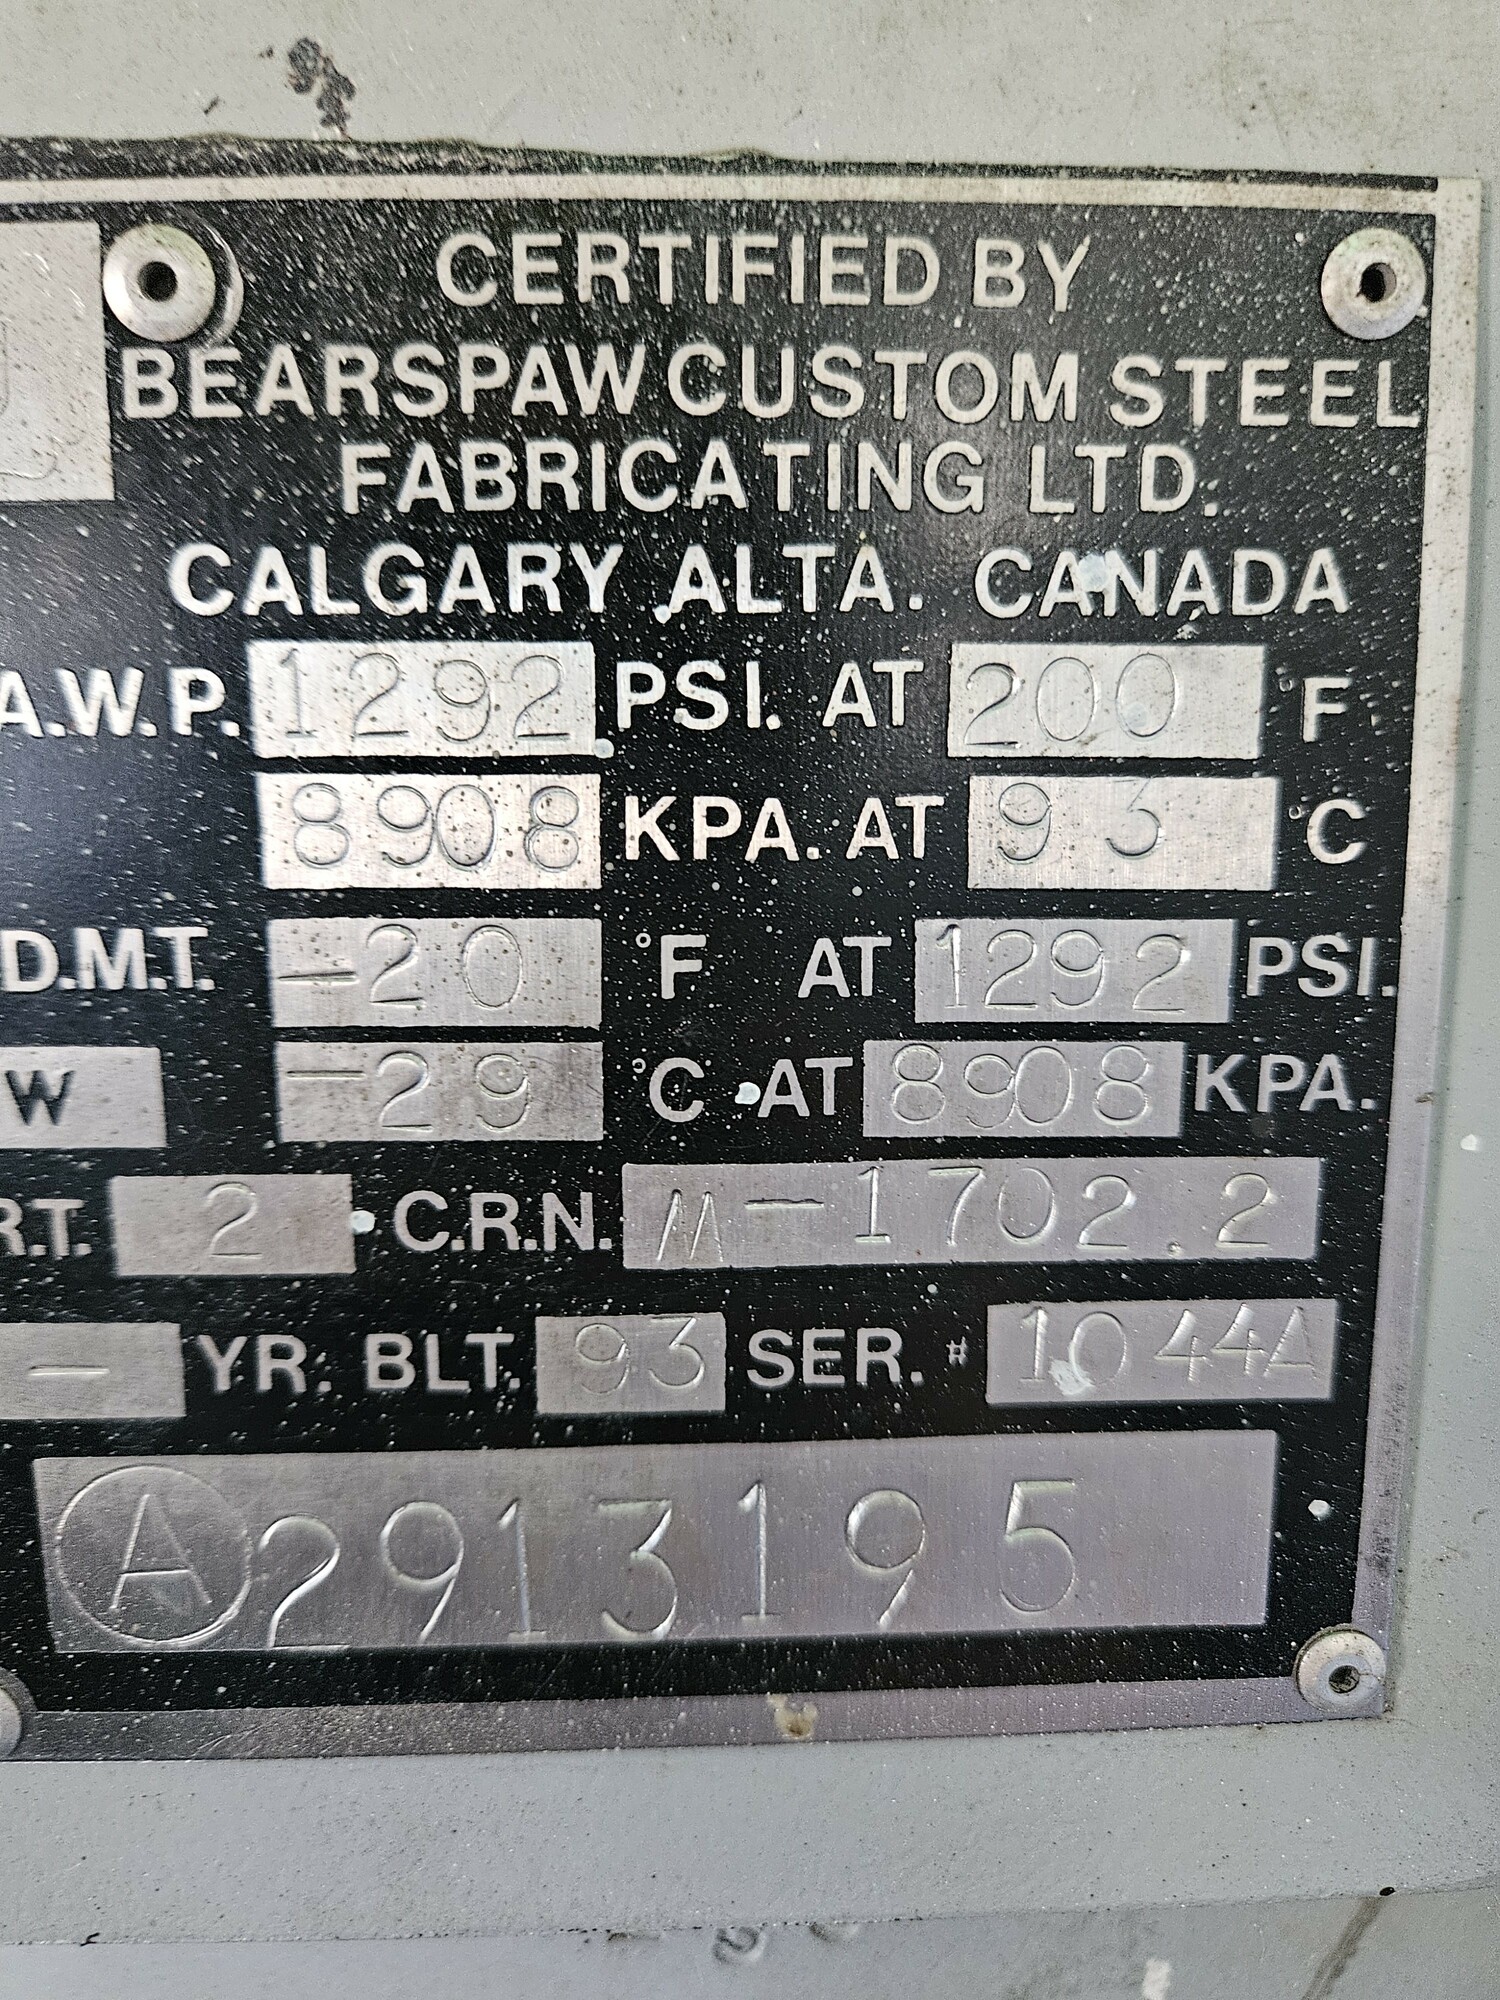 CERTIFIED BY
BEARSPAW CUSTOM STEEL
FABRICATING LTD.
CALGARY, ALTA. CANADA
A.W.P. 1292 PSI. AT 200 °F
8908 KPA. AT 93 °C
D.M.T. -20 °F AT 1292 PSI.
-29 °C AT 8908 KPA.
W
R.T. 2 C.R.N. M-1702.2
- YR. BLT. 93 SER. # 1044A
A 2913195